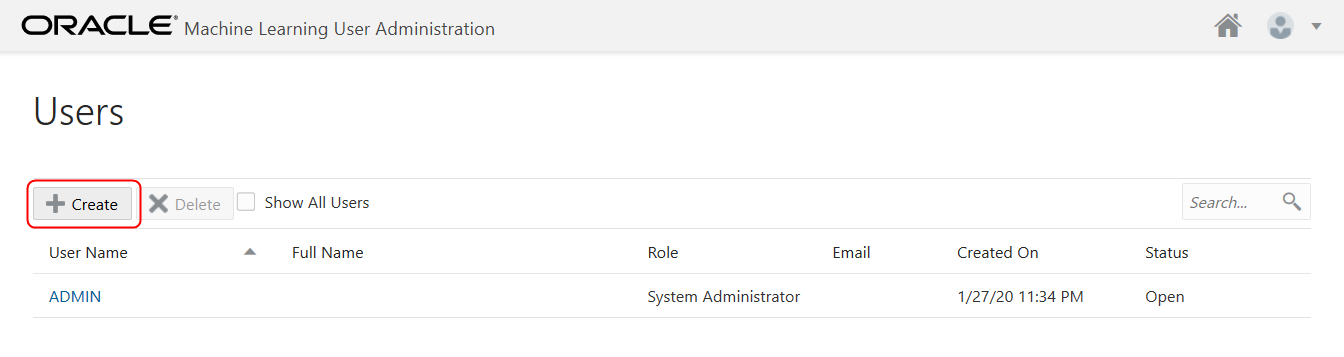 ORACLE® Machine Learning User Administration
Users
Create Delete Show All Users Search...
User Name Full Name Role Email Created On Status
ADMIN System Administrator 1/27/20 11:34 PM Open